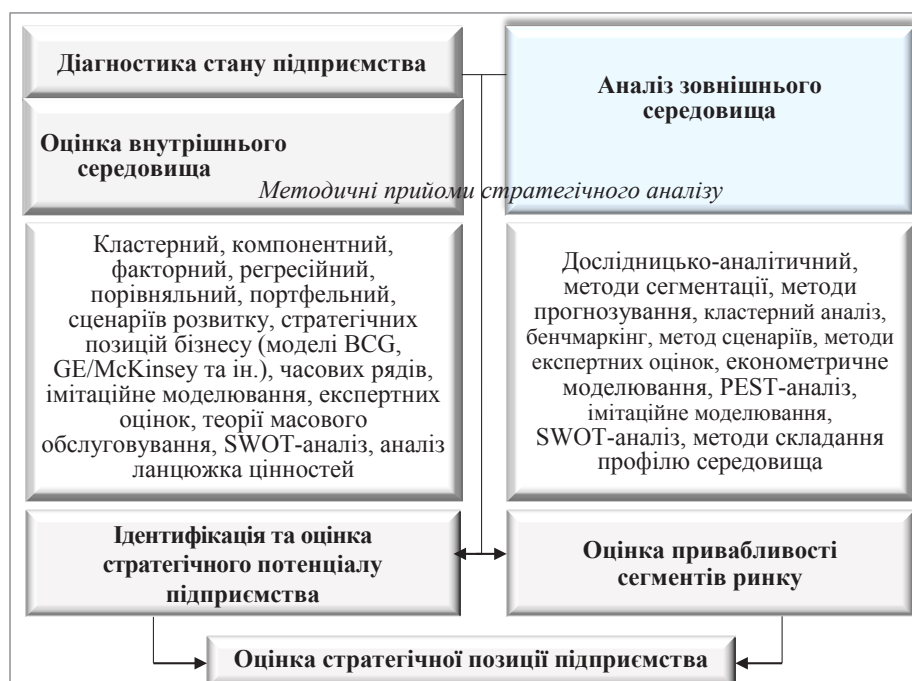 Діагностика стану підприємства
Оцінка внутрішнього
середовища
Аналіз зовнішнього
середовища
Методичні прийоми стратегічного аналізу
Кластерний, компонентний,
факторний, регресійний,
порівняльний, портфельний,
сценаріїв розвитку, стратегічних
позицій бізнесу (моделі BCG,
GE/McKinsey та ін.), часових рядів,
імітаційне моделювання, експертних
оцінок, теорії масового
обслуговування, SWOT-аналіз, аналіз
ланцюжка цінностей
Дослідницько-аналітичний,
методи сегментації, методи
прогнозування, кластерний аналіз,
бенчмаркінг, метод сценаріїв, методи
експертних оцінок, економетричне
моделювання, PEST-аналіз,
імітаційне моделювання,
SWOT-аналіз, методи складання
профілю середовища
Ідентифікація та оцінка
стратегічного потенціалу
підприємства
Оцінка привабливості
сегментів ринку
Оцінка стратегічної позиції підприємства